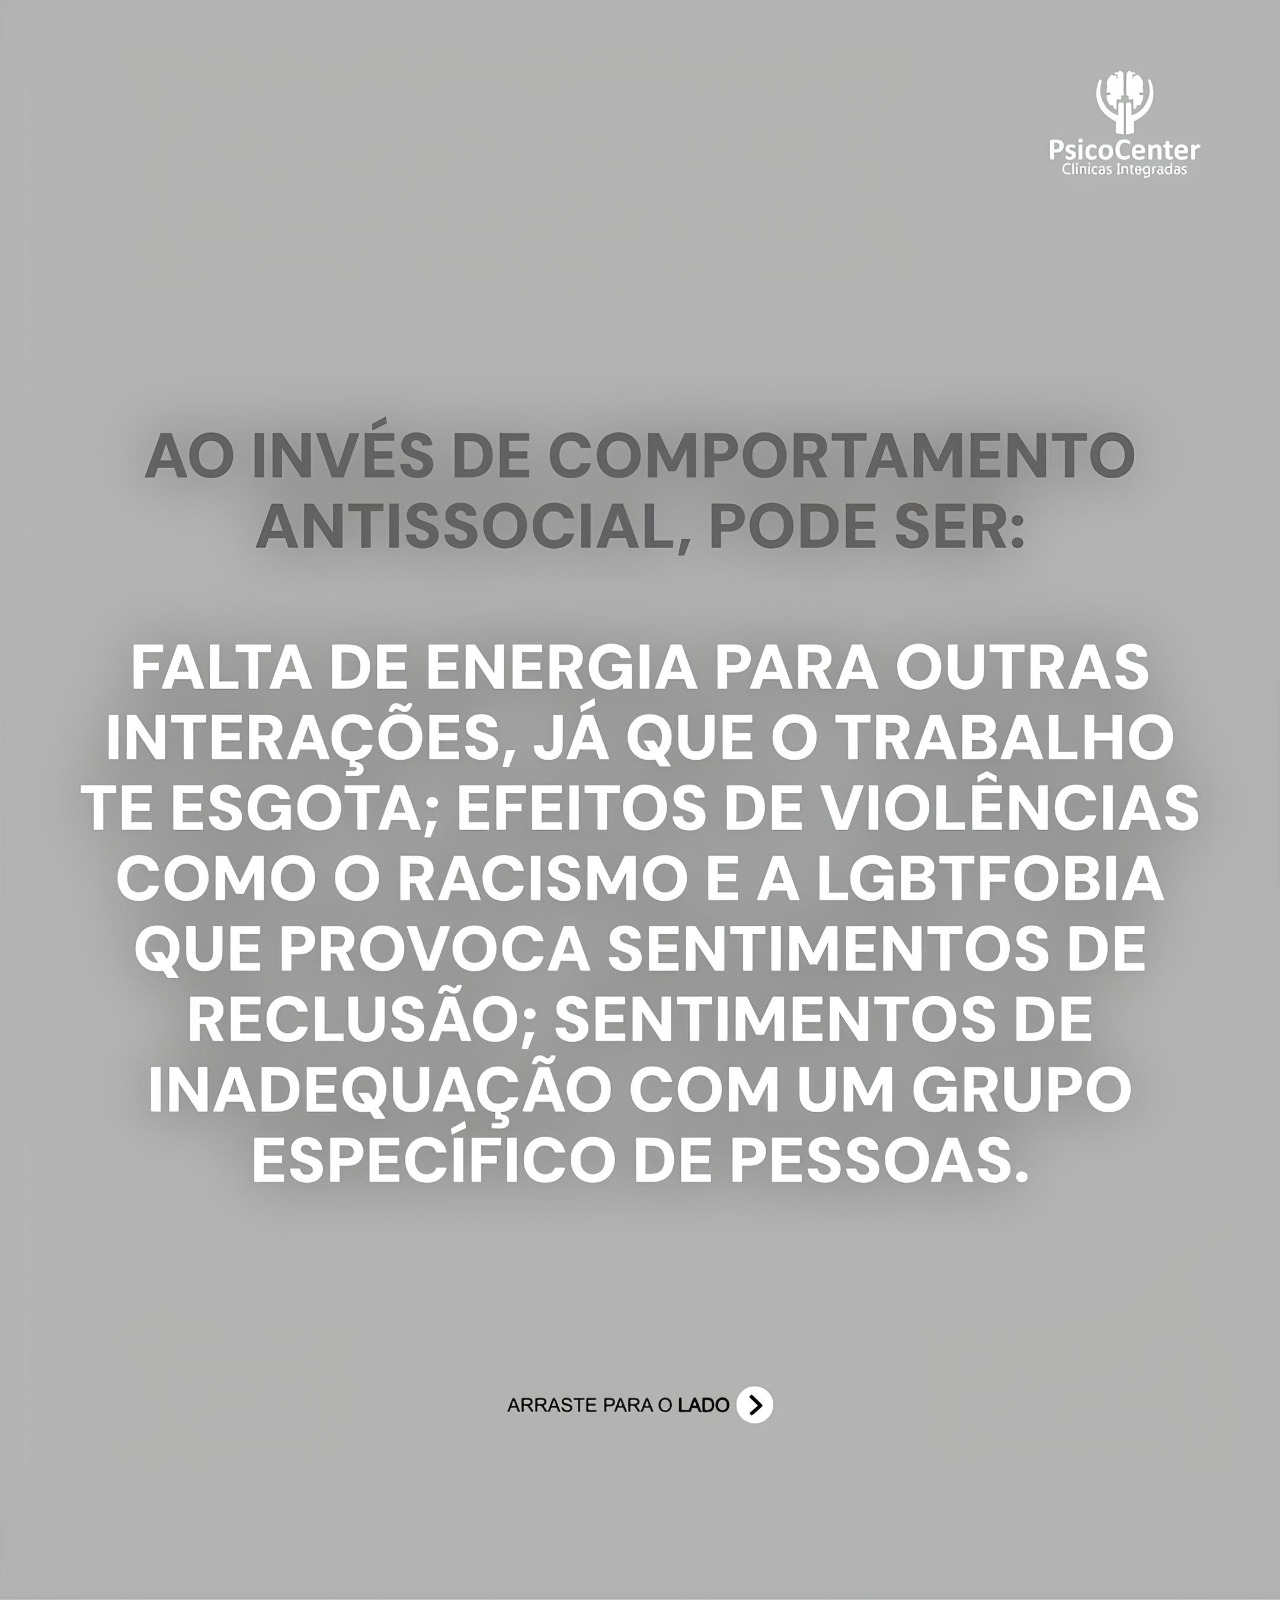 PsicoCenter
Clínicas Integradas
AO INVÉS DE COMPORTAMENTO
ANTISSOCIAL, PODE SER:
FALTA DE ENERGIA PARA OUTRAS
INTERAÇÕES, JÁ QUE O TRABALHO
TE ESGOTA; EFEITOS DE VIOLÊNCIAS
COMO O RACISMO E A LGBTFOBIA
QUE PROVOCA SENTIMENTOS DE
RECLUSÃO; SENTIMENTOS DE
INADEQUAÇÃO COM UM GRUPO
ESPECÍFICO DE PESSOAS.
ARRASTE PARA O LADO